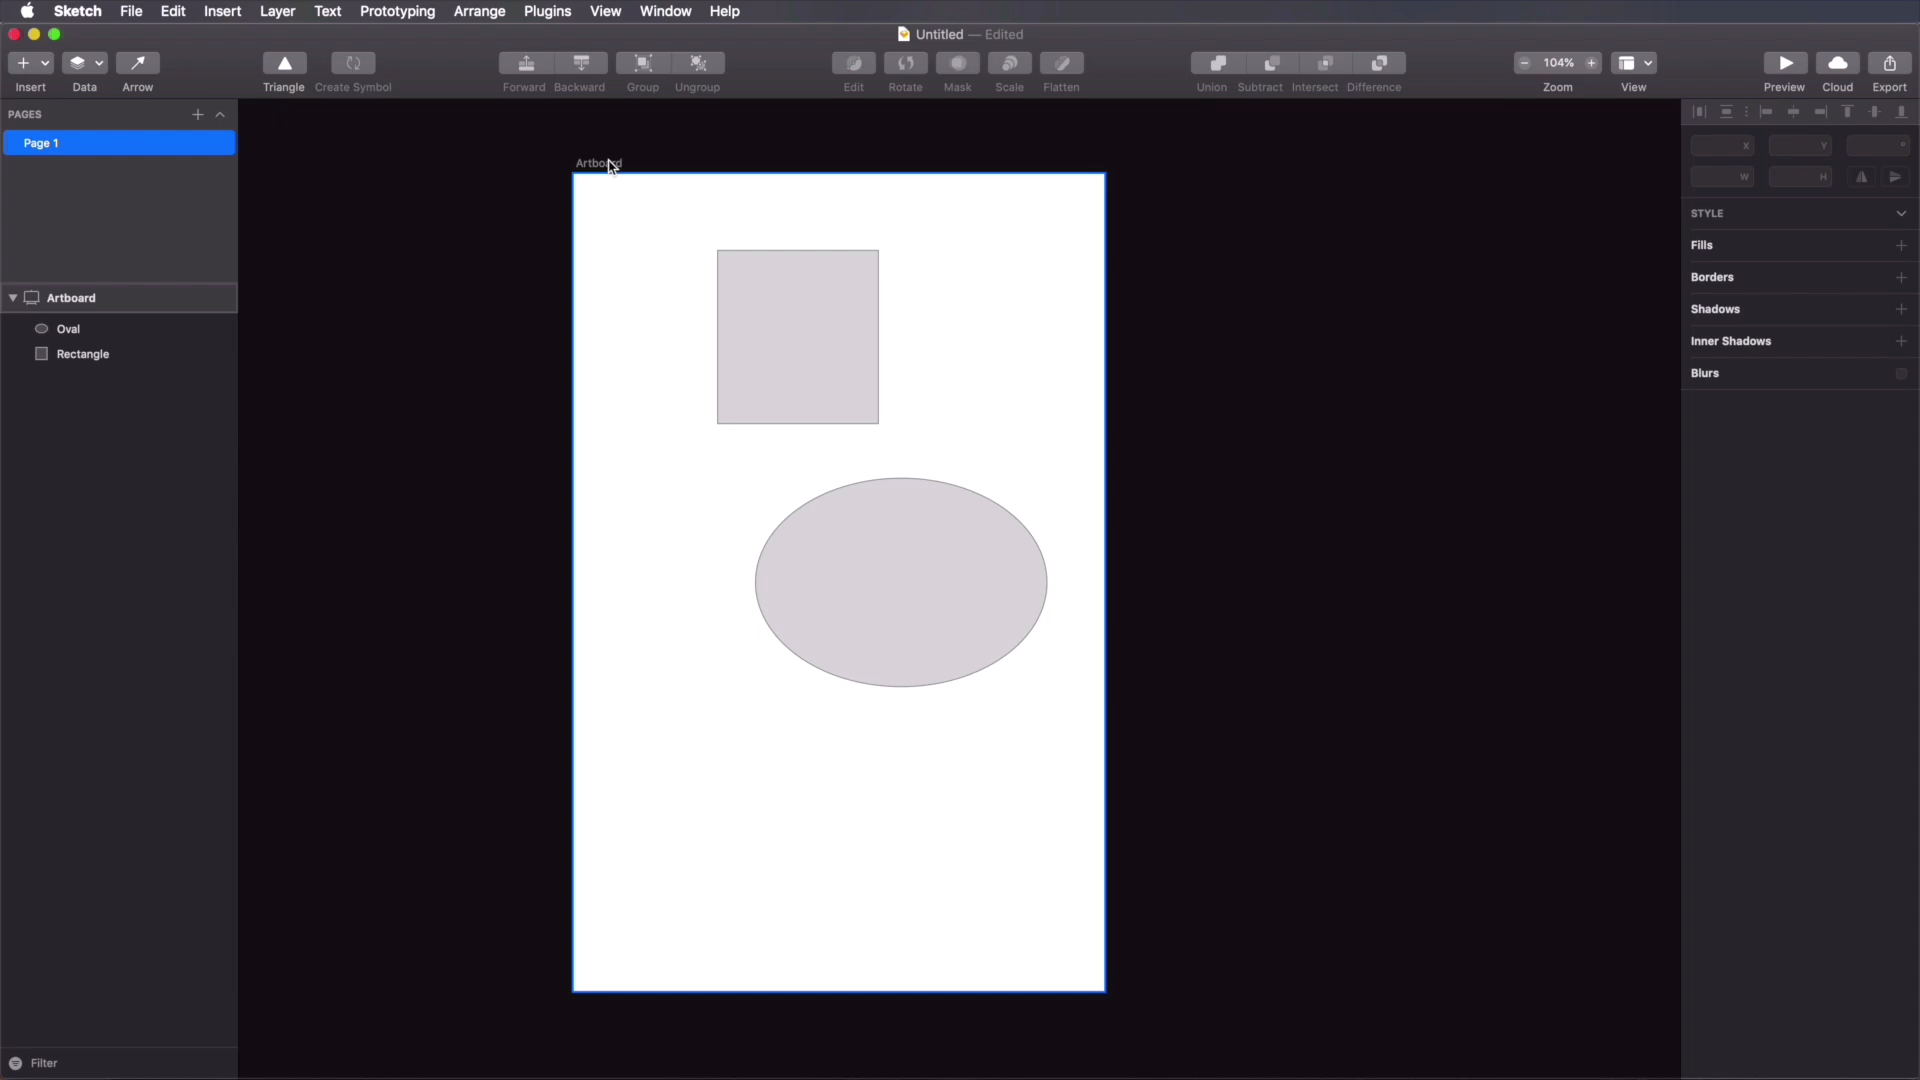 Sketch File Edit Insert Layer Text Prototyping Arrange Plugins View Window Help
Untitled — Edited
104%
Insert Data Arrow Triangle Create Symbol Forward Backward Group Ungroup Edit Rotate Mask Scale Flatten Union Subtract Intersect Difference Zoom View Preview Cloud Export
PAGES
Page 1
Artboard
Oval
Rectangle
Filter
Artboard
X Y °
W H
STYLE
Fills
Borders
Shadows
Inner Shadows
Blurs